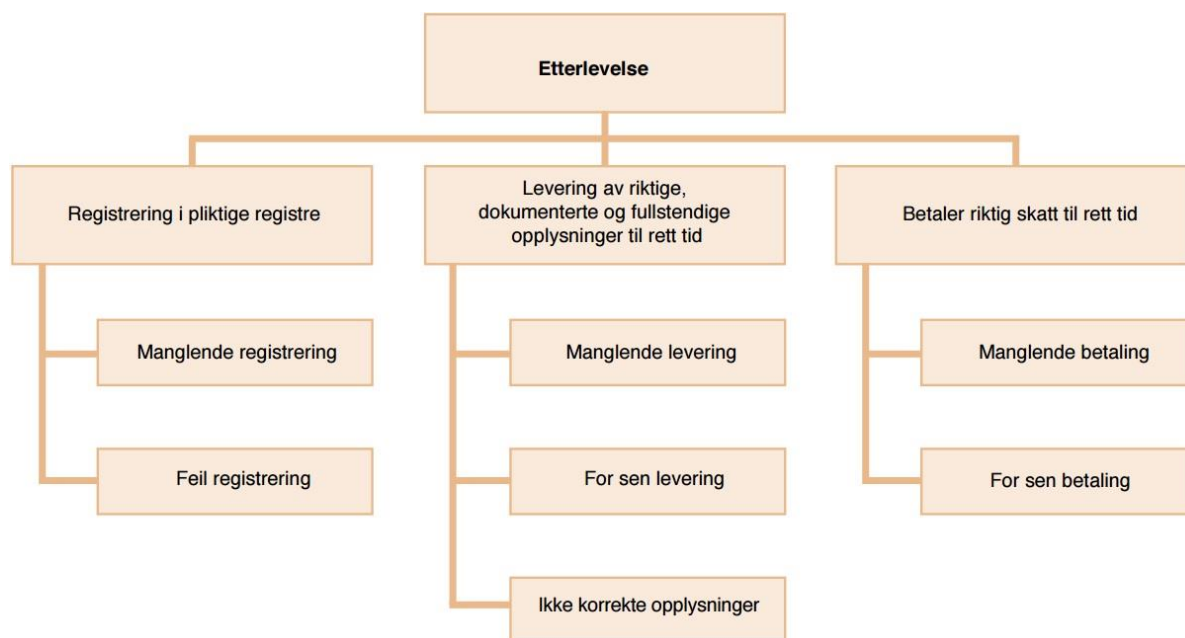 Etterlevelse
Registrering i pliktige registre
Levering av riktige,
dokumenterte og fullstendige
opplysninger til rett tid
Betaler riktig skatt til rett tid
Manglende registrering
Manglende levering
Manglende betaling
Feil registrering
For sen levering
For sen betaling
Ikke korrekte opplysninger